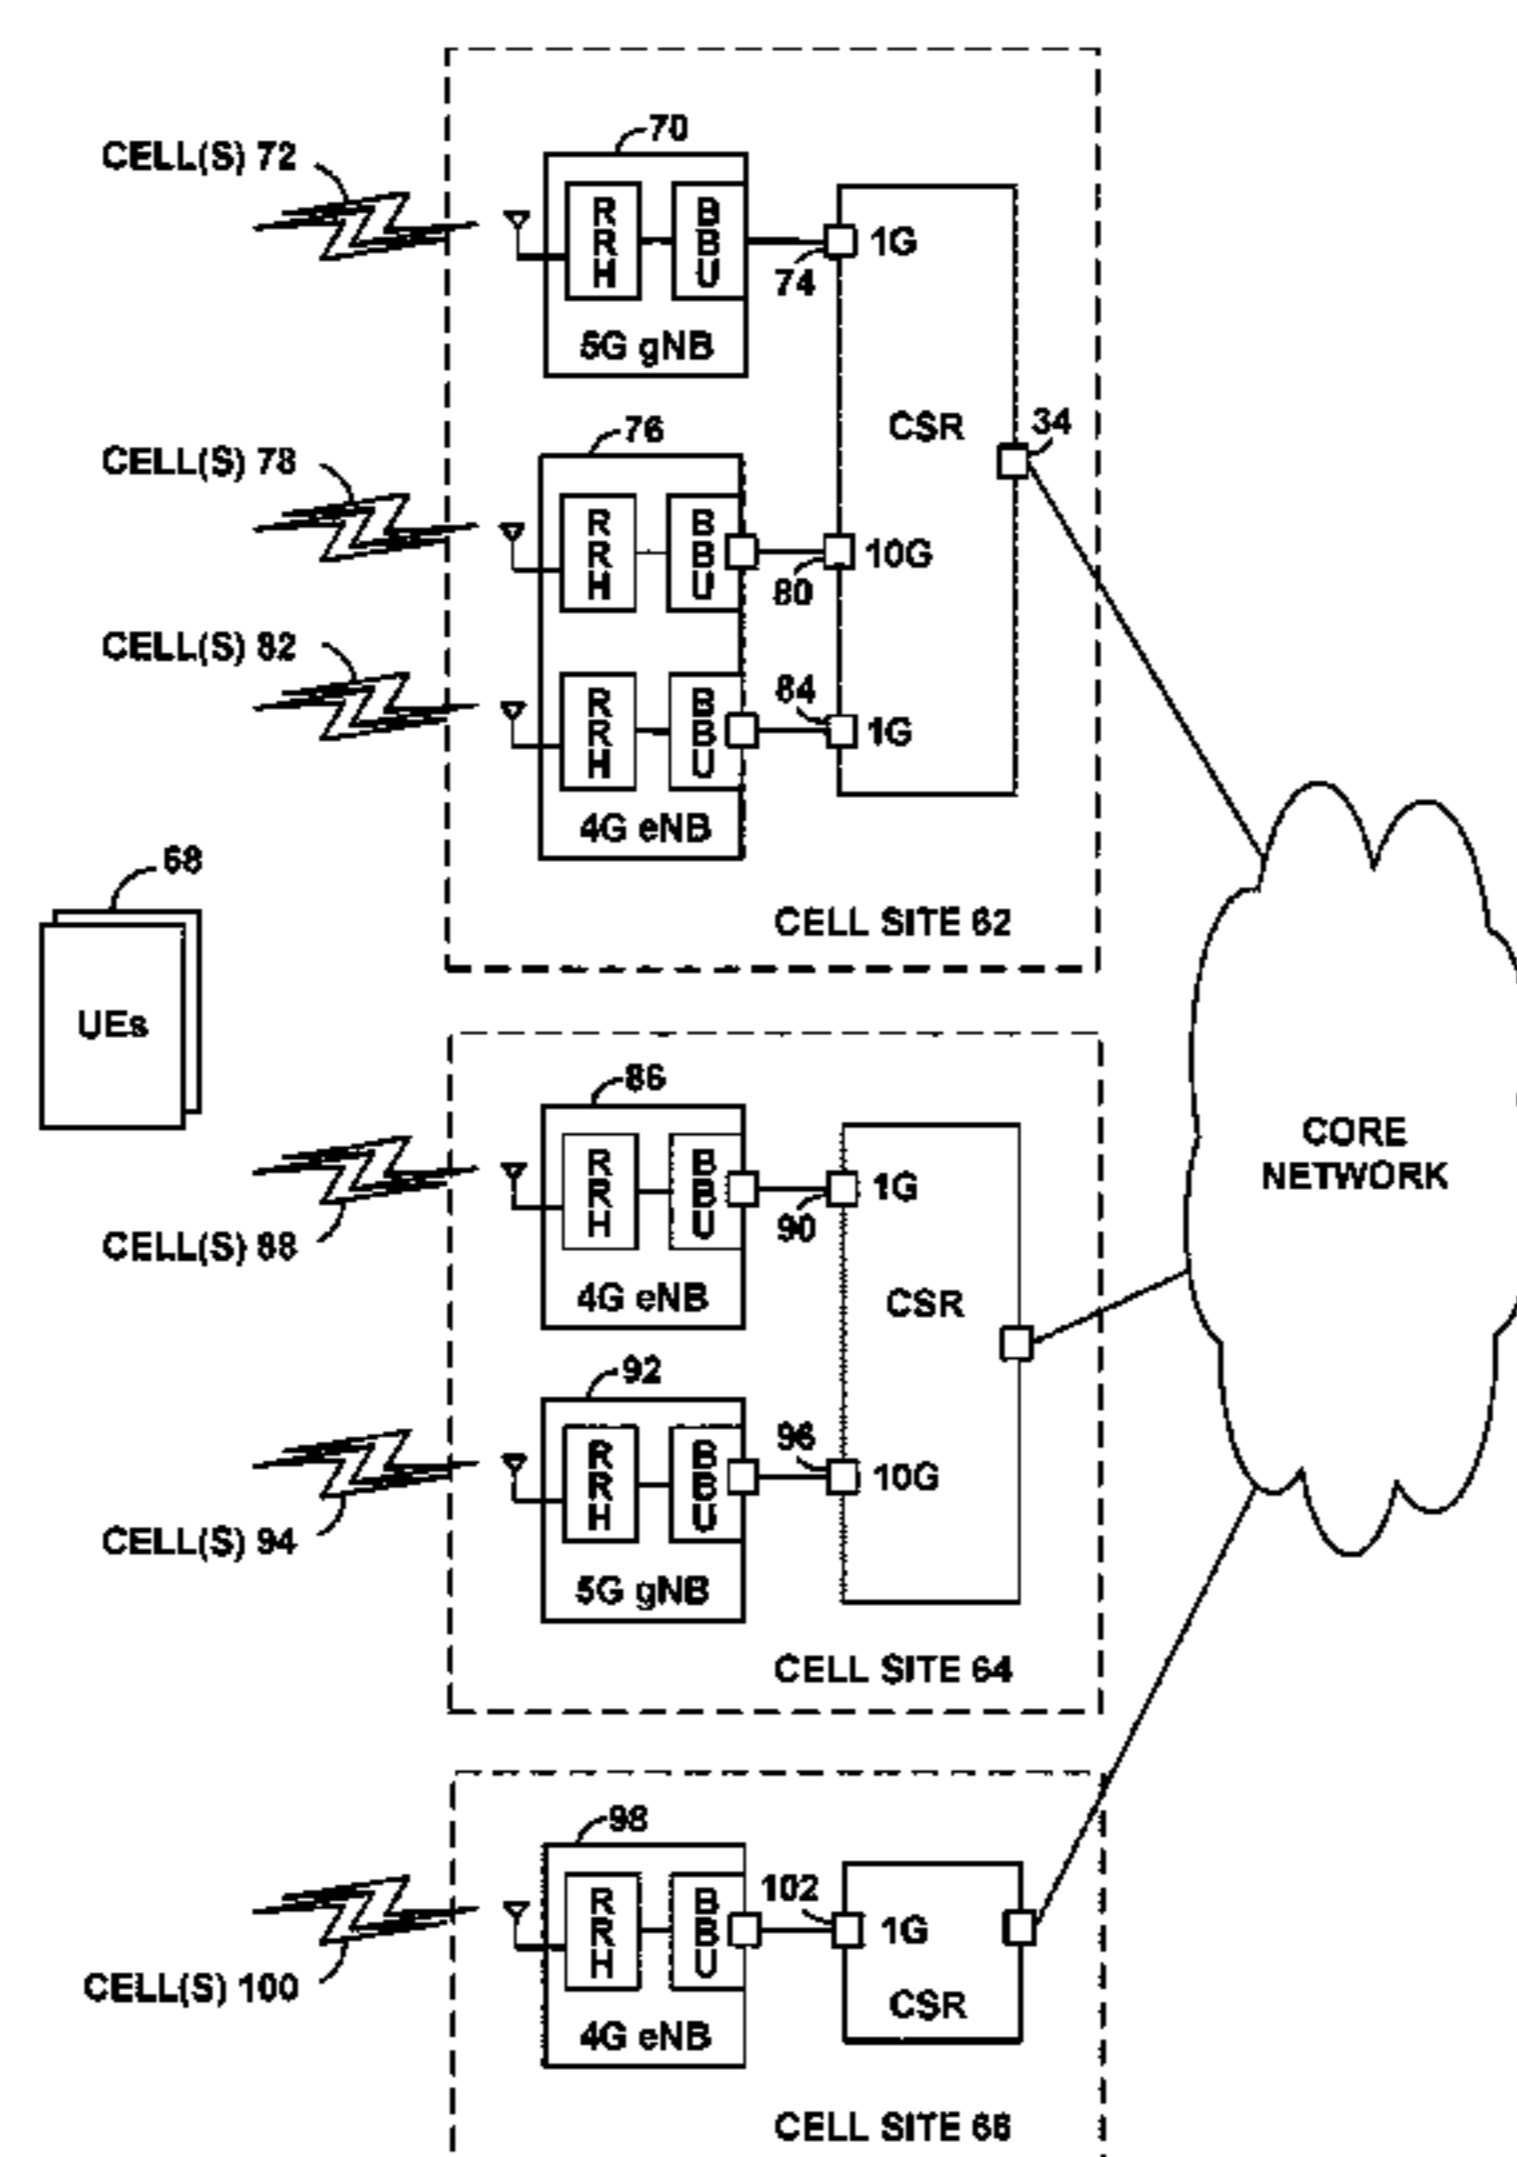 70
CELL(S) 72
R
R
H
B
B
U
1G
74
5G gNB
CSR
34
76
CELL(S) 78
R
R
H
B
B
U
10G
80
CELL(S) 82
84
R
R
H
B
B
U
1G
4G eNB
68
CELL SITE 62
UEs
86
R
R
H
B
B
U
1G
90
CORE
NETWORK
CELL(S) 88
4G eNB
CSR
92
R
R
H
B
B
U
96
10G
CELL(S) 94
5G gNB
CELL SITE 64
98
R
R
H
B
B
U
102
1G
CELL(S) 100
CSR
4G eNB
CELL SITE 66